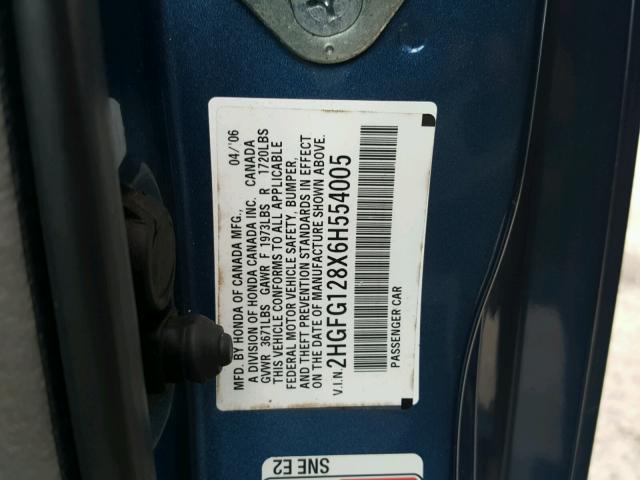 MFD. BY HONDA OF CANADA MFG., 04/'06
A DIVISION OF HONDA CANADA INC. CANADA
GVWR 3671LBS GAWR F 1973LBS R 1720LBS
THIS VEHICLE CONFORMS TO ALL APPLICABLE
FEDERAL MOTOR VEHICLE SAFETY, BUMPER,
AND THEFT PREVENTION STANDARDS IN EFFECT
ON THE DATE OF MANUFACTURE SHOWN ABOVE.
V.I.N. 2HGFG128X6H554005
PASSENGER CAR
SNE E2